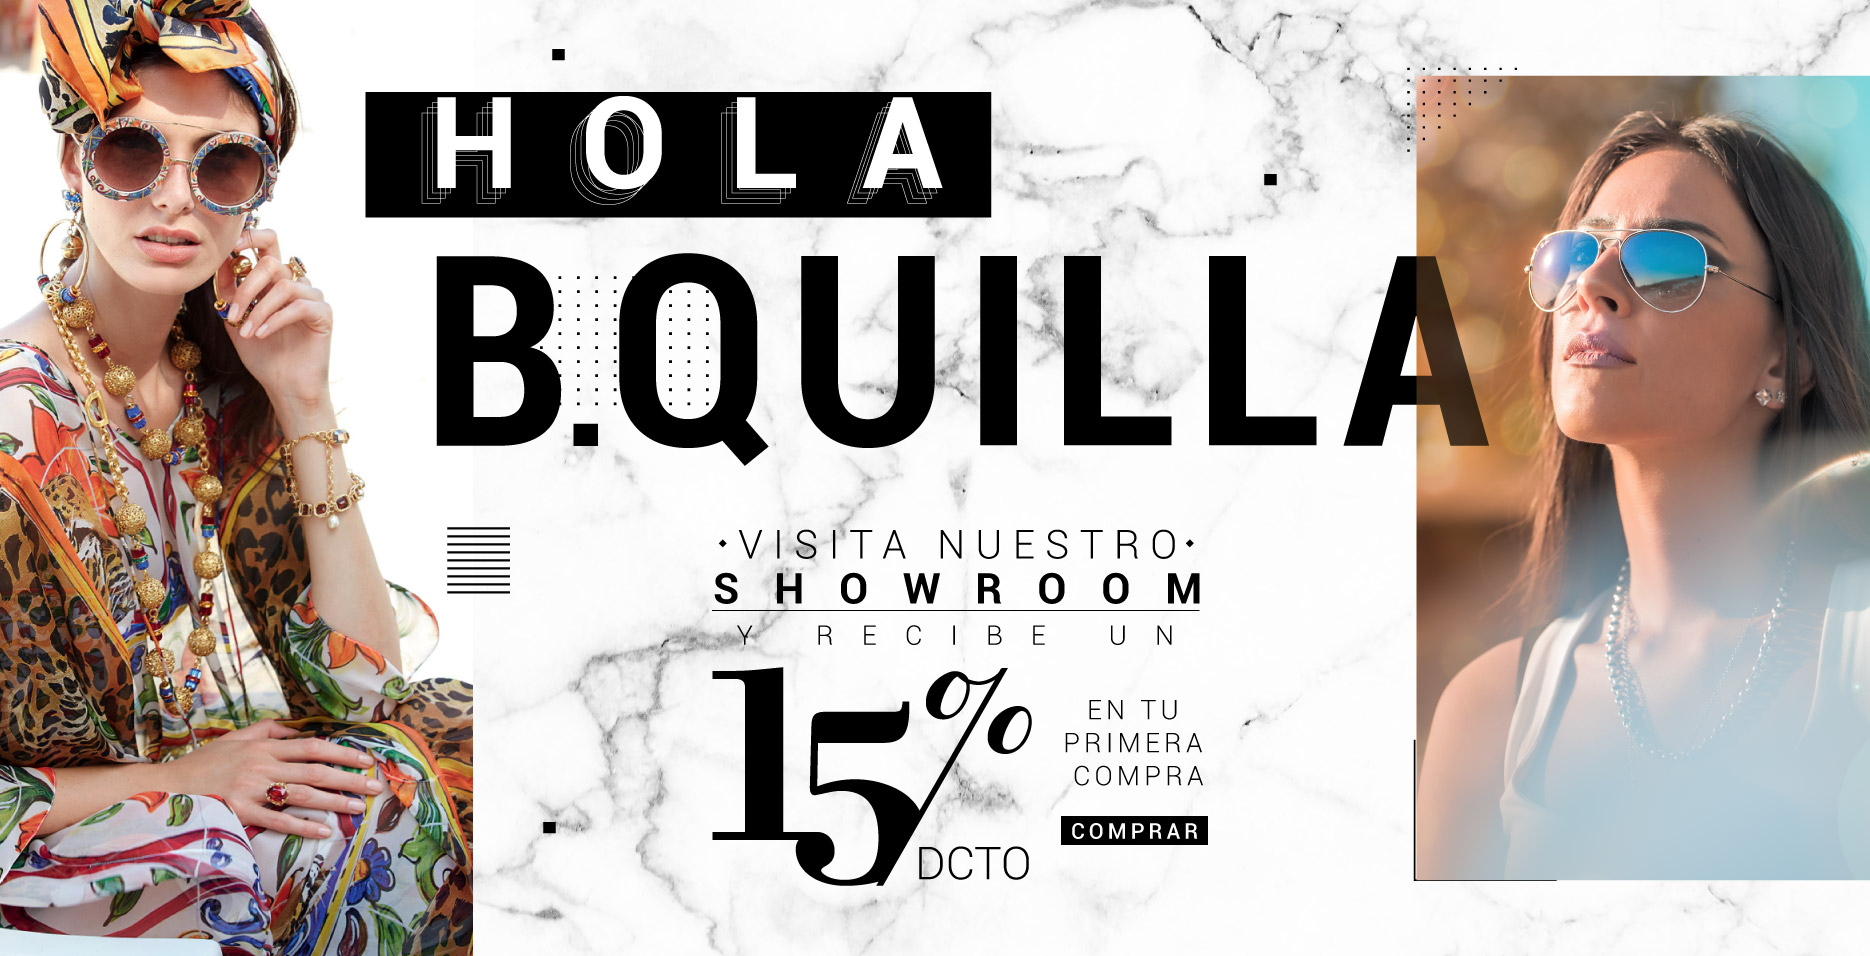 HOLA
B.QUILLA
·VISITA NUESTRO·
SHOWROOM
Y RECIBE UN
15%
DCTO
EN TU
PRIMERA
COMPRA
COMPRAR